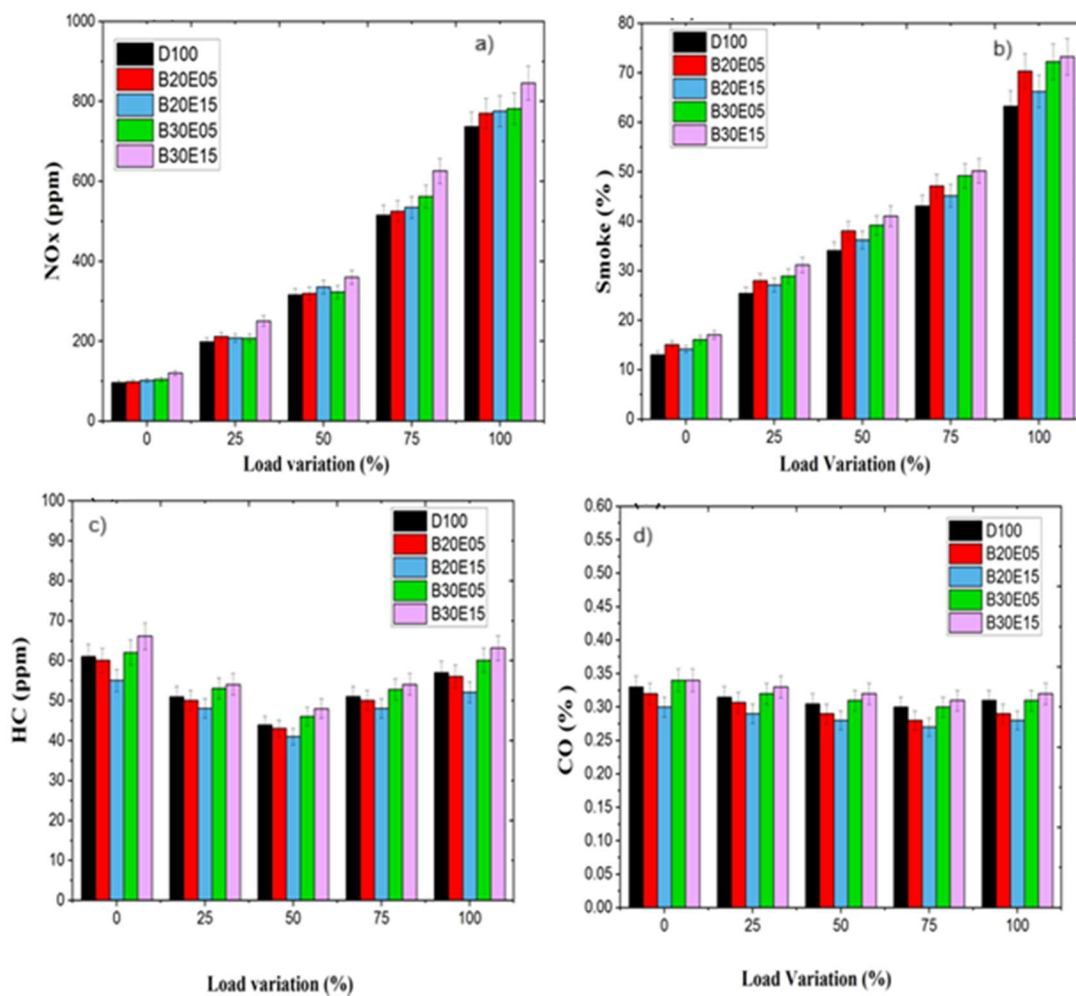 a)
1000
800
600
400
200
0
NOx (ppm)
D100
B20E05
B20E15
B30E05
B30E15
0 25 50 75 100
Load variation (%)
b)
80
70
60
50
40
30
20
10
0
Smoke (% )
D100
B20E05
B20E15
B30E05
B30E15
0 25 50 75 100
Load Variation (%)
c)
100
90
80
70
60
50
40
30
20
10
0
HC (ppm)
D100
B20E05
B20E15
B30E05
B30E15
0 25 50 75 100
Load variation (%)
d)
0.60
0.55
0.50
0.45
0.40
0.35
0.30
0.25
0.20
0.15
0.10
0.05
0.00
CO (%)
D100
B20E05
B20E15
B30E05
B30E15
0 25 50 75 100
Load Variation (%)